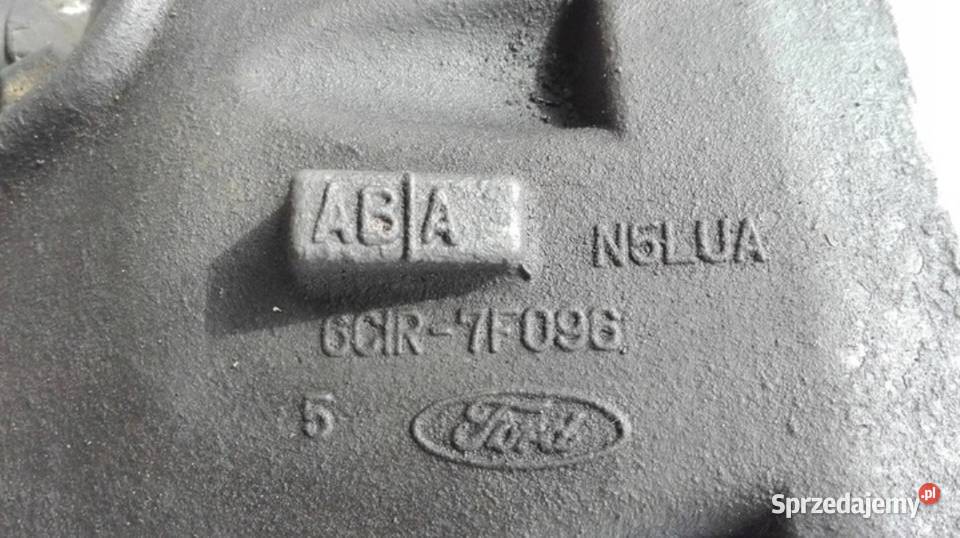 AB|A
N5LUA
6C1R-7F096
5 Ford
Sprzedajemy.pl